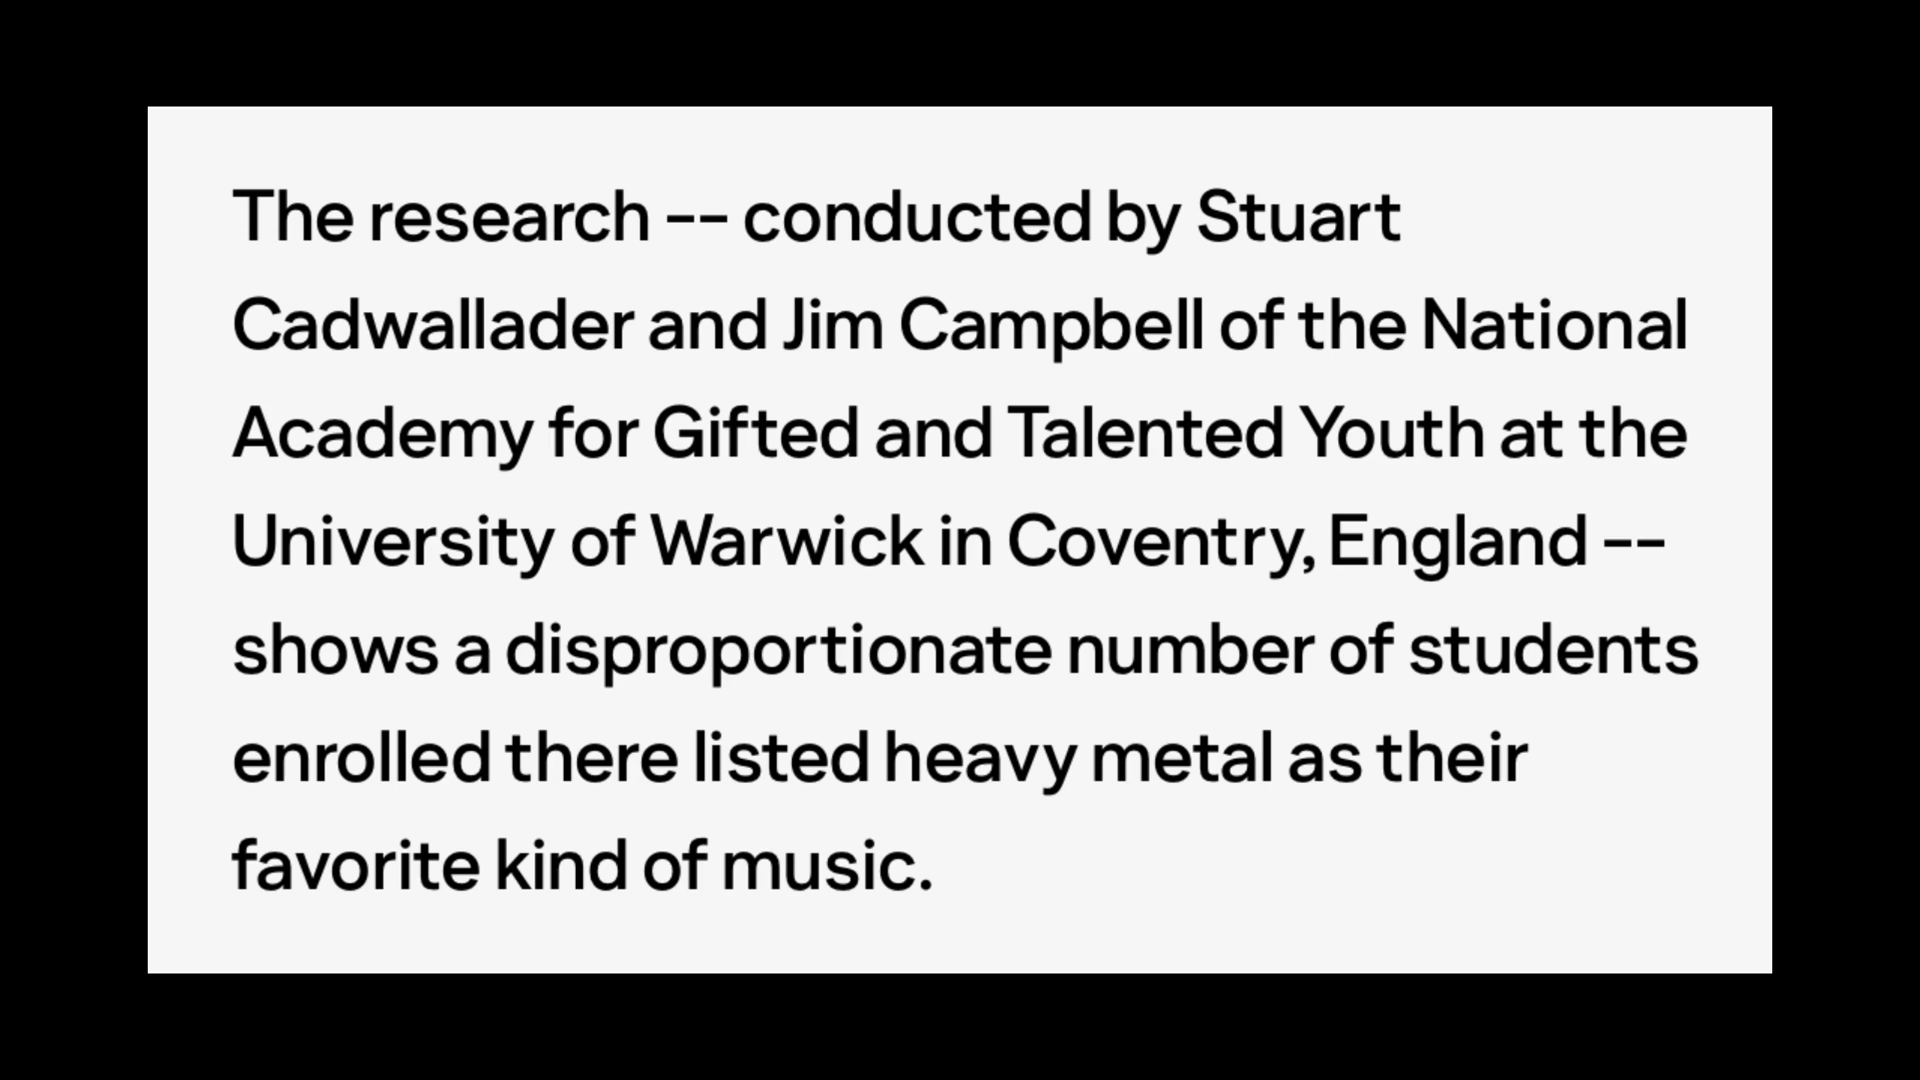 The research -- conducted by Stuart
Cadwallader and Jim Campbell of the National
Academy for Gifted and Talented Youth at the
University of Warwick in Coventry, England --
shows a disproportionate number of students
enrolled there listed heavy metal as their
favorite kind of music.